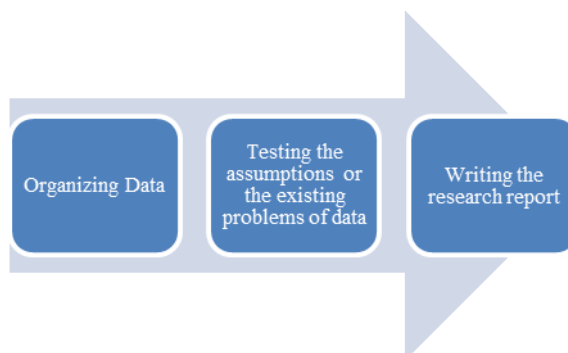 Organizing Data
Testing the
assumptions or
the existing
problems of data
Writing the
research report